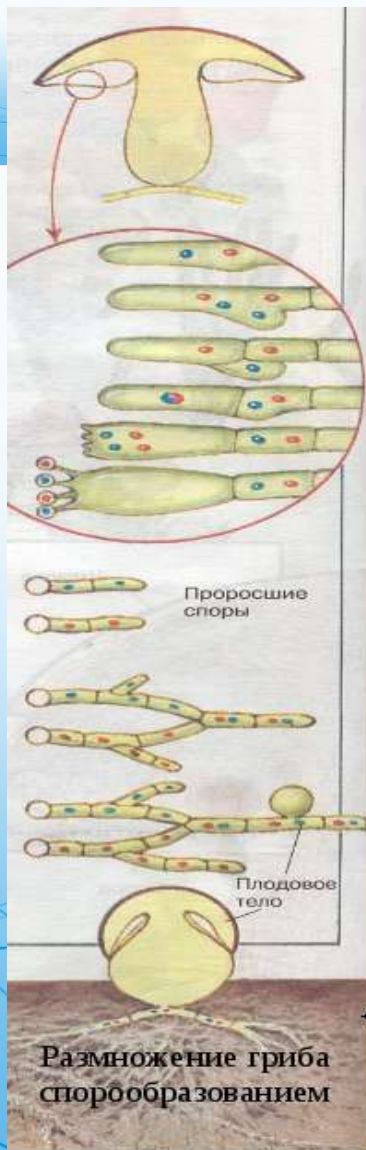 Проросшие
споры
Плодовое
тело
Размножение гриба
спорообразованием